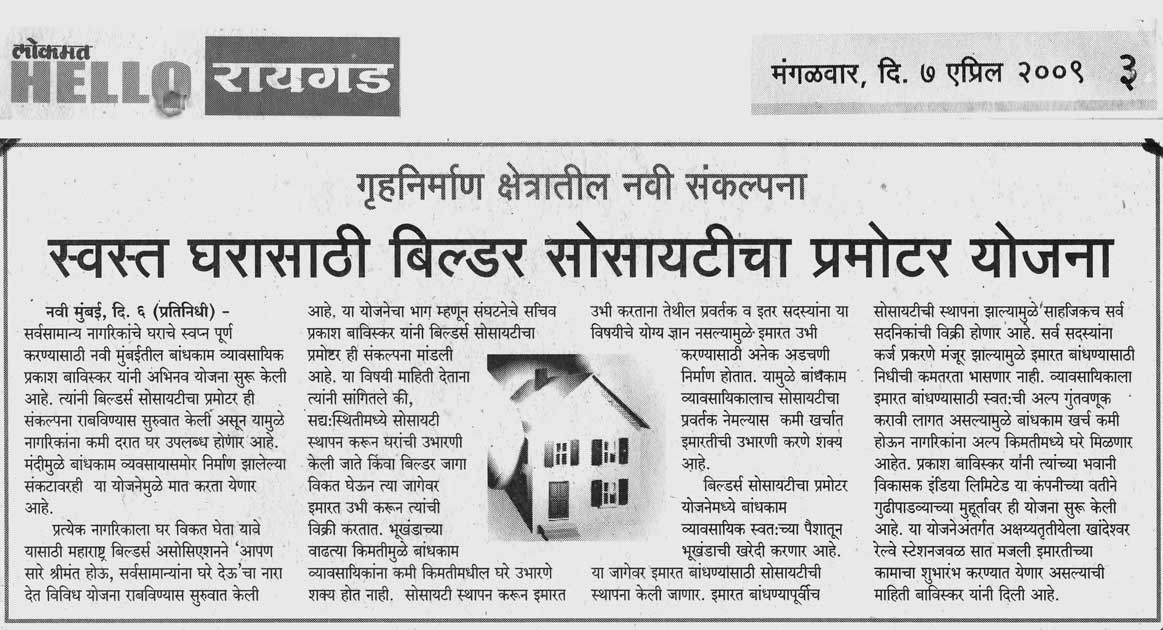 लोकमत
HELLO
रायगड
मंगळवार, दि. ७ एप्रिल २००९ ३
गृहनिर्माण क्षेत्रातील नवी संकल्पना
स्वस्त घरासाठी बिल्डर सोसायटीचा प्रमोटर योजना
नवी मुंबई, दि. ६ (प्रतिनिधी) –
सर्वसामान्य नागरिकांचे घराचे स्वप्न पूर्ण
करण्यासाठी नवी मुंबईतील बांधकाम व्यावसायिक
प्रकाश बाविस्कर यांनी अभिनव योजना सुरू केली
आहे. त्यांनी बिल्डर्स सोसायटीचा प्रमोटर ही
संकल्पना राबविण्यास सुरुवात केली असून यामुळे
नागरिकांना कमी दरात घर उपलब्ध होणार आहे.
मंदीमुळे बांधकाम व्यवसायासमोर निर्माण झालेल्या
संकटावरही या योजनेमुळे मात करता येणार
आहे.
प्रत्येक नागरिकाला घर विकत घेता यावे
यासाठी महाराष्ट्र बिल्डर्स असोसिएशनने ‘आपण
सारे श्रीमंत होऊ, सर्वसामान्यांना घरे देऊ’चा नारा
देत विविध योजना राबविण्यास सुरुवात केली
आहे, या योजनेचा भाग म्हणून संघटनेचे सचिव
प्रकाश बाविस्कर यांनी बिल्डर्स सोसायटीचा
प्रमोष्टर ही संकल्पना मांडली
आहे. या विषयी माहिती देताना
त्यांनी सांगितले की,
सद्य:स्थितीमध्ये सोसायटी
स्थापन करून घरांची उभारणी
केली जाते किंवा बिल्डर जागा
विकत घेऊन त्या जागेवर
इमारत उभी करून त्यांची
विक्री करतात. भूखंडाच्या
वाढत्या किमतीमुळे बांधकाम
व्यावसायिकांना कमी किमतीमधील घरे उभारणे
शक्य होत नाही. सोसायटी स्थापन करून इमारत
उभी करताना तेथील प्रवर्तक व इतर सदस्यांना या
विषयीचे योग्य ज्ञान नसल्यामुळे इमारत उभी
करण्यासाठी अनेक अडचणी
निर्माण होतात. यामुळे बांधकाम
व्यावसायिकालाच सोसायटीचा
प्रवर्तक नेमल्यास कमी खर्चात
इमारतीची उभारणी करणे शक्य
आहे.
बिल्डर्स सोसायटीचा प्रमोटर
योजनेमध्ये बांधकाम
व्यावसायिक स्वत:च्या पैशातून
भूखंडाची खरेदी करणार आहे.
या जागेवर इमारत बांधण्यासाठी सोसायटीची
स्थापना केली जाणार. इमारत बांधण्यापूर्वीच
सोसायटीची स्थापना झाल्यामुळे साहजिकच सर्व
सदनिकांची विक्री होणार आहे. सर्व सदस्यांना
कर्ज प्रकरणे मंजूर झाल्यामुळे इमारत बांधण्यासाठी
निधीची कमतरता भासणार नाही. व्यावसायिकाला
इमारत बांधण्यासाठी स्वत:ची अल्प गुंतवणूक
करावी लागत असल्यामुळे बांधकाम खर्च कमी
होऊन नागरिकांना अल्प किमतीमध्ये घरे मिळणार
आहेत. प्रकाश बाविस्कर यांनी त्यांच्या भवानी
विकासक इंडिया लिमिटेड या कंपनीच्या वतीने
गुढीपाडव्याच्या मुहूर्तावर ही योजना सुरू केली
आहे. या योजनेअंतर्गत अक्षय्यतृतीयेला खांदेश्वर
रेल्वे स्टेशनजवळ सात मजली इमारतीच्या
कामाचा शुभारंभ करण्यात येणार असल्याची
माहिती बाविस्कर यांनी दिली आहे.